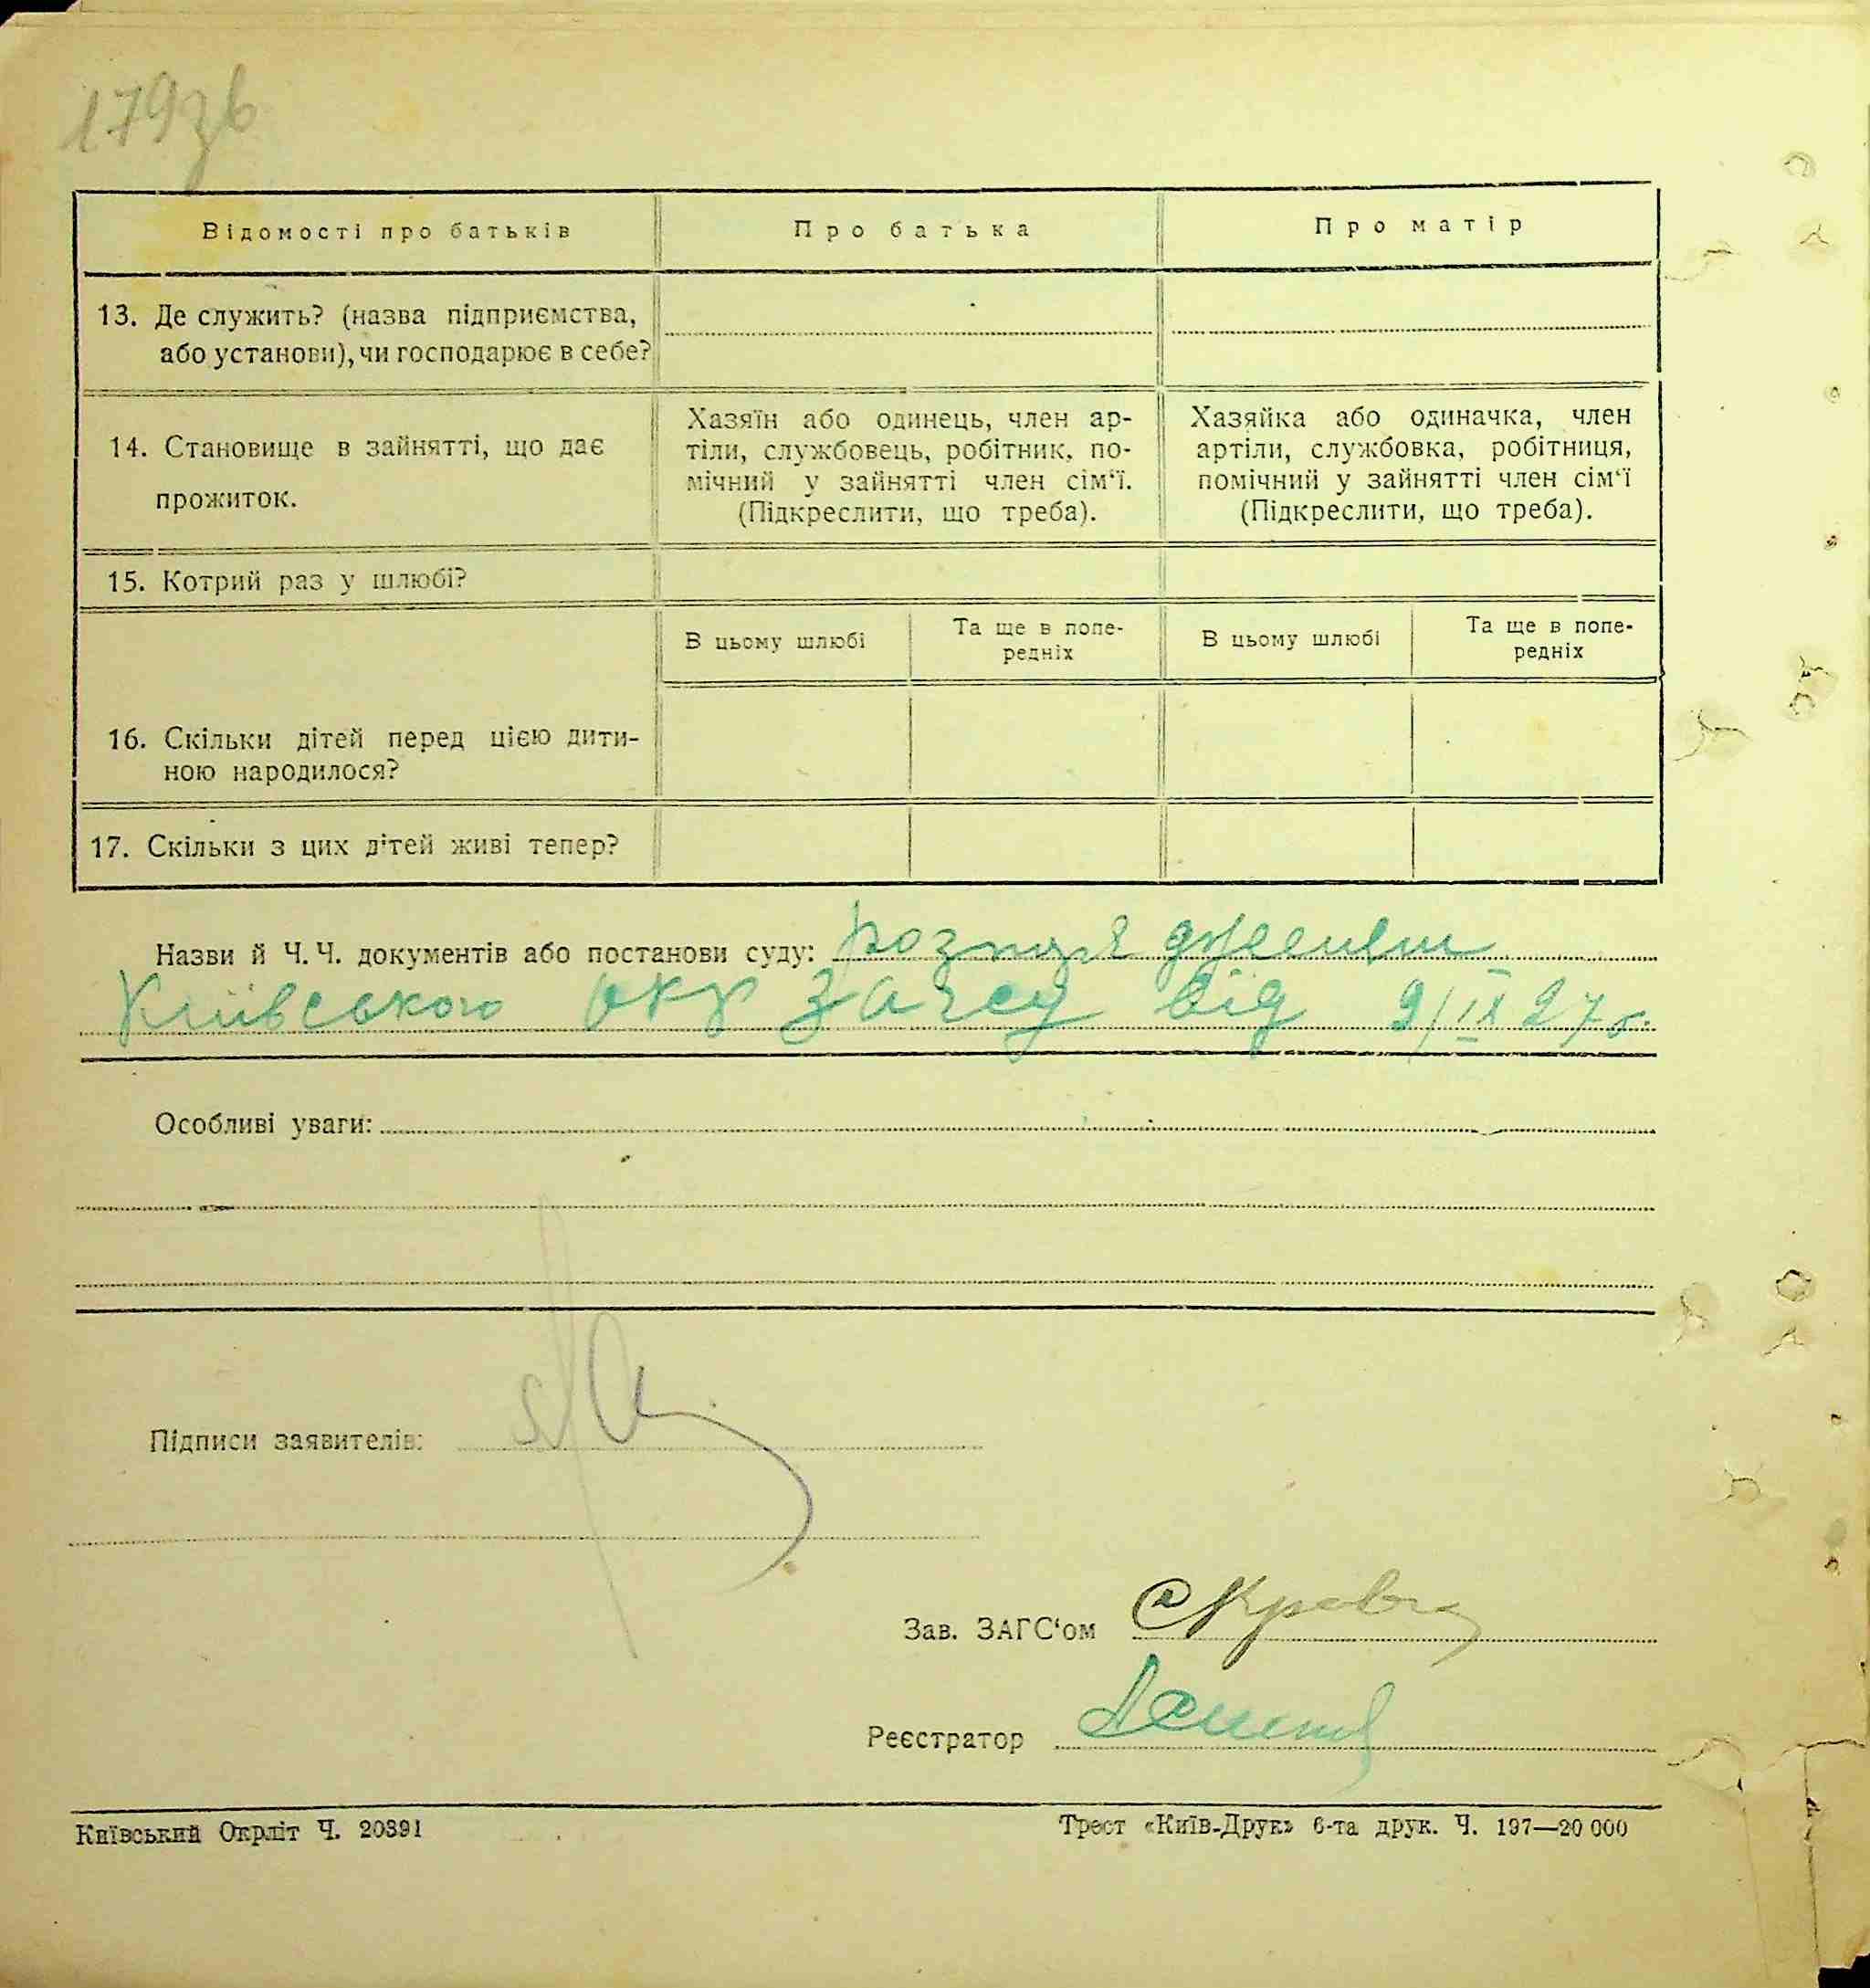 179зв
Відомості про батьків
Про батька
Про матір
13. Де служить? (назва підприємства,
або установи), чи господарює в себе?
14. Становище в зайнятті, що дає
прожиток.
Хазяїн або одинець, член ар-
тіли, службовець, робітник, по-
мічний у зайнятті член сім‘ї.
(Підкреслити, що треба).
Хазяйка або одиначка, член
артіли, службовка, робітниця,
помічний у зайнятті член сім‘ї
(Підкреслити, що треба).
15. Котрий раз у шлюбі?
В цьому шлюбі
Та ще в попе-
редніх
В цьому шлюбі
Та ще в попе-
редніх
16. Скільки дітей перед цією дити-
ною народилося?
17. Скільки з цих дітей живі тепер?
Назви й Ч. Ч. документів або постанови суду:
Київського окр загсу від 9/IX 27 г.
Особливі уваги:
Підписи заявителів:
Зав. ЗАГС‘ом
Реєстратор
Київський Окрліт Ч. 20391
Трест «Київ-Друк» 6-та друк. Ч. 197—20 000